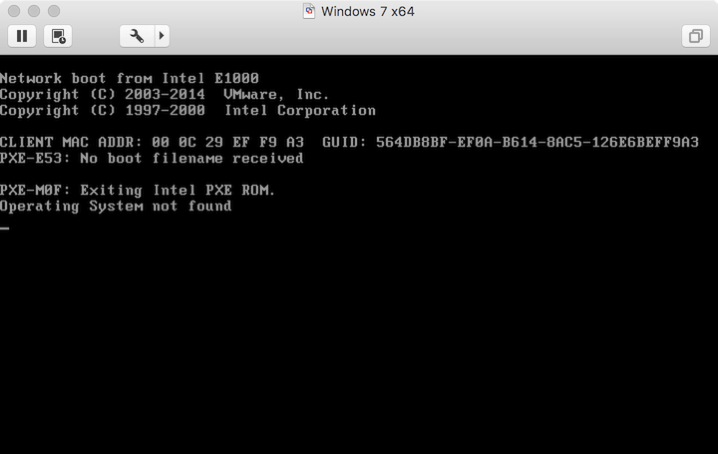 Windows 7 x64
Network boot from Intel E1000
Copyright (C) 2003-2014  VMware, Inc.
Copyright (C) 1997-2000  Intel Corporation
CLIENT MAC ADDR: 00 0C 29 EF F9 A3  GUID: 564DB8BF-EF0A-B614-8AC5-126E6BEFF9A3
PXE-E53: No boot filename received
PXE-M0F: Exiting Intel PXE ROM.
Operating System not found